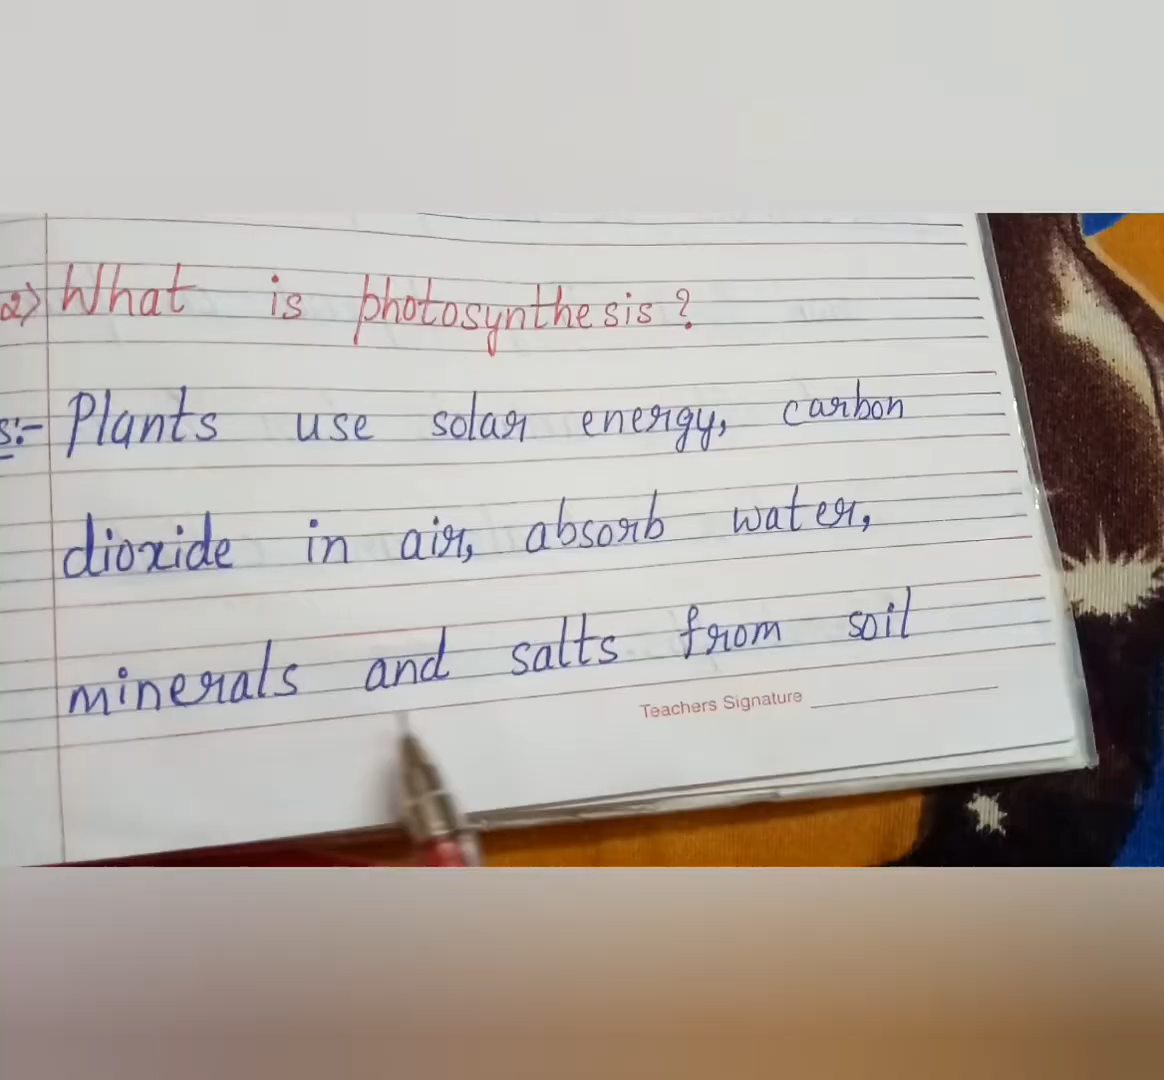 2) What is photosynthesis?
s:- Plants use solar energy, carbon
dioxide in air, absorb water,
minerals and salts from soil
Teachers Signature